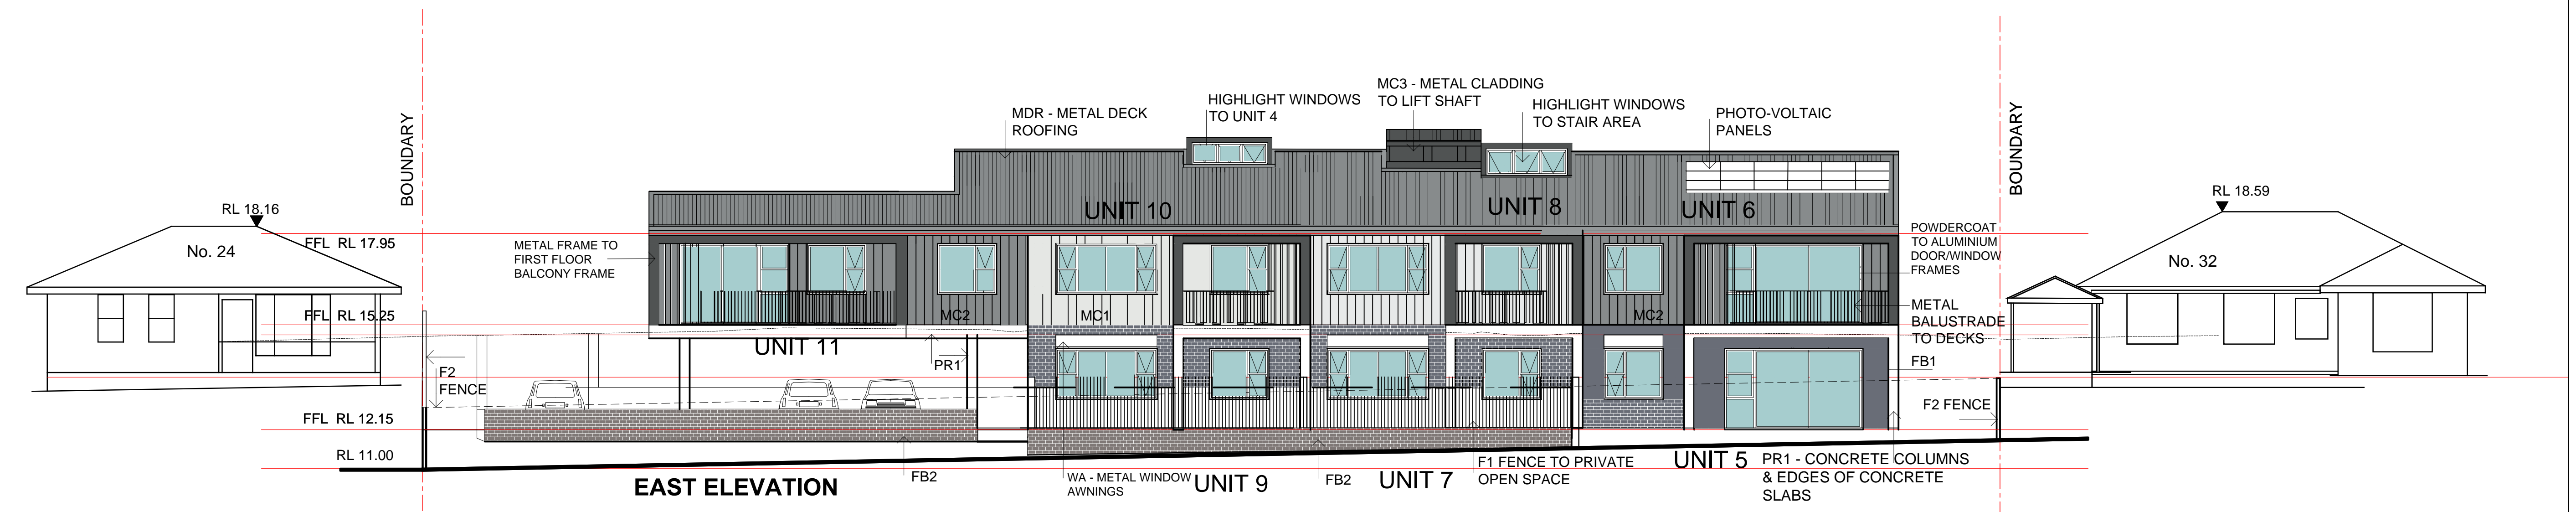 MC3 - METAL CLADDING
TO LIFT SHAFT
HIGHLIGHT WINDOWS
TO UNIT 4
HIGHLIGHT WINDOWS
TO STAIR AREA
MDR - METAL DECK
ROOFING
PHOTO-VOLTAIC
PANELS
BOUNDARY
BOUNDARY
RL 18.16
RL 18.59
UNIT 10
UNIT 8
UNIT 6
No. 24
FFL RL 17.95
METAL FRAME TO
FIRST FLOOR
BALCONY FRAME
POWDERCOAT
TO ALUMINIUM
DOOR/WINDOW
FRAMES
No. 32
FFL RL 15.25
MC2
MC1
MC2
METAL
BALUSTRADE
TO DECKS
UNIT 11
PR1
FB1
F2
FENCE
F2 FENCE
FFL RL 12.15
RL 11.00
EAST ELEVATION
FB2
WA - METAL WINDOW
AWNINGS
UNIT 9
FB2
UNIT 7
F1 FENCE TO PRIVATE
OPEN SPACE
UNIT 5
PR1 - CONCRETE COLUMNS
& EDGES OF CONCRETE
SLABS